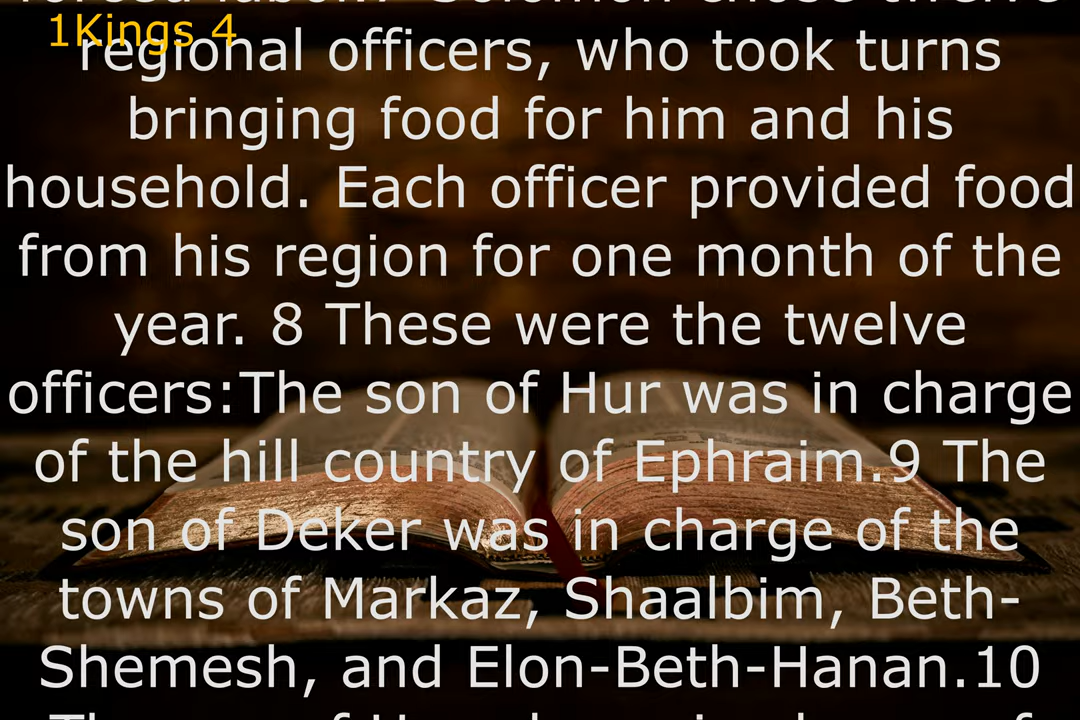 1Kings 4
regional officers, who took turns
bringing food for him and his
household. Each officer provided food
from his region for one month of the
year. 8 These were the twelve
officers:The son of Hur was in charge
of the hill country of Ephraim.9 The
son of Deker was in charge of the
towns of Markaz, Shaalbim, Beth-
Shemesh, and Elon-Beth-Hanan.10